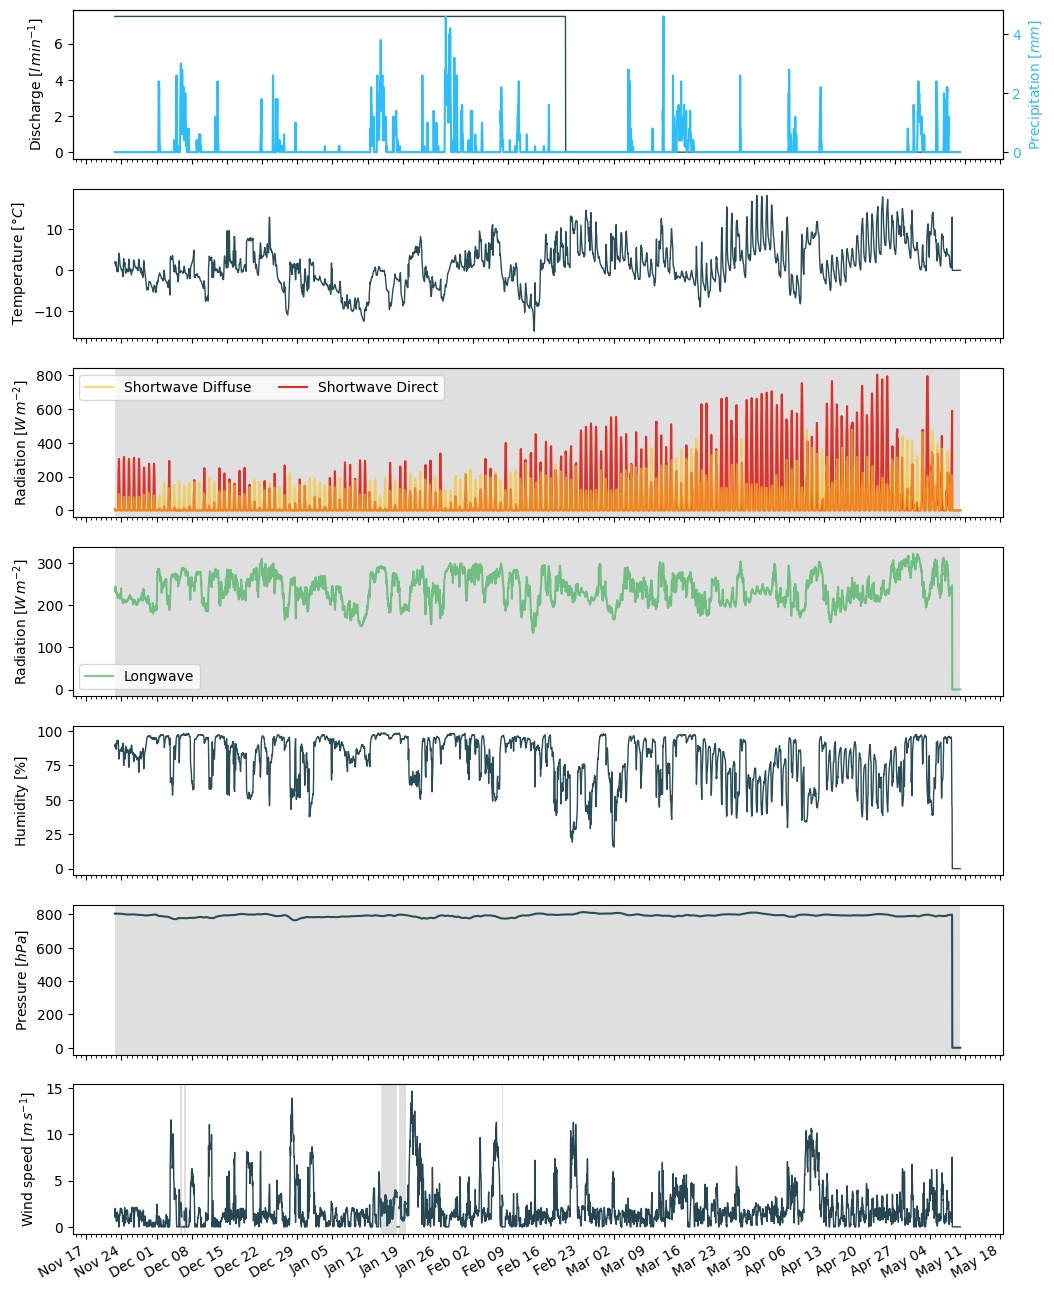 Discharge [l min⁻¹]
6
4
2
0
4
2
0
Precipitation [mm]
Temperature [°C]
10
0
−10
Radiation [W m⁻²]
800
600
400
200
0
Shortwave Diffuse
Shortwave Direct
Radiation [W m⁻²]
300
200
100
0
Longwave
Humidity [%]
100
75
50
25
0
Pressure [hPa]
800
600
400
200
0
Wind speed [m s⁻¹]
15
10
5
0
Nov 17 Nov 24 Dec 01 Dec 08 Dec 15 Dec 22 Dec 29 Jan 05 Jan 12 Jan 19 Jan 26 Feb 02 Feb 09 Feb 16 Feb 23 Mar 02 Mar 09 Mar 16 Mar 23 Mar 30 Apr 06 Apr 13 Apr 20 Apr 27 May 04 May 11 May 18